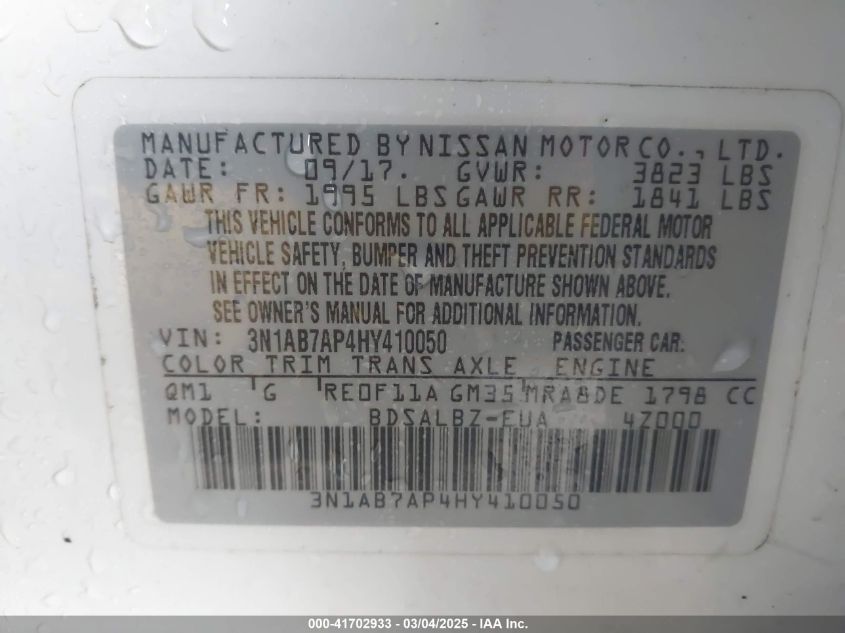 MANUFACTURED BY NISSAN MOTOR CO., LTD.
DATE: 09/17. GVWR: 3823 LBS
GAWR FR: 1995 LBS GAWR RR: 1841 LBS
THIS VEHICLE CONFORMS TO ALL APPLICABLE FEDERAL MOTOR
VEHICLE SAFETY, BUMPER AND THEFT PREVENTION STANDARDS
IN EFFECT ON THE DATE OF MANUFACTURE SHOWN ABOVE.
SEE OWNER'S MANUAL FOR ADDITIONAL INFORMATION.
VIN: 3N1AB7AP4HY410050 PASSENGER CAR:
COLOR TRIM TRANS AXLE ENGINE
QM1 G RE0F11A GM35 MRA8DE 1798 CC
MODEL: BDSALBZ-EUA 4Z000
3N1AB7AP4HY410050
000-41702933 - 03/04/2025 - IAA Inc.